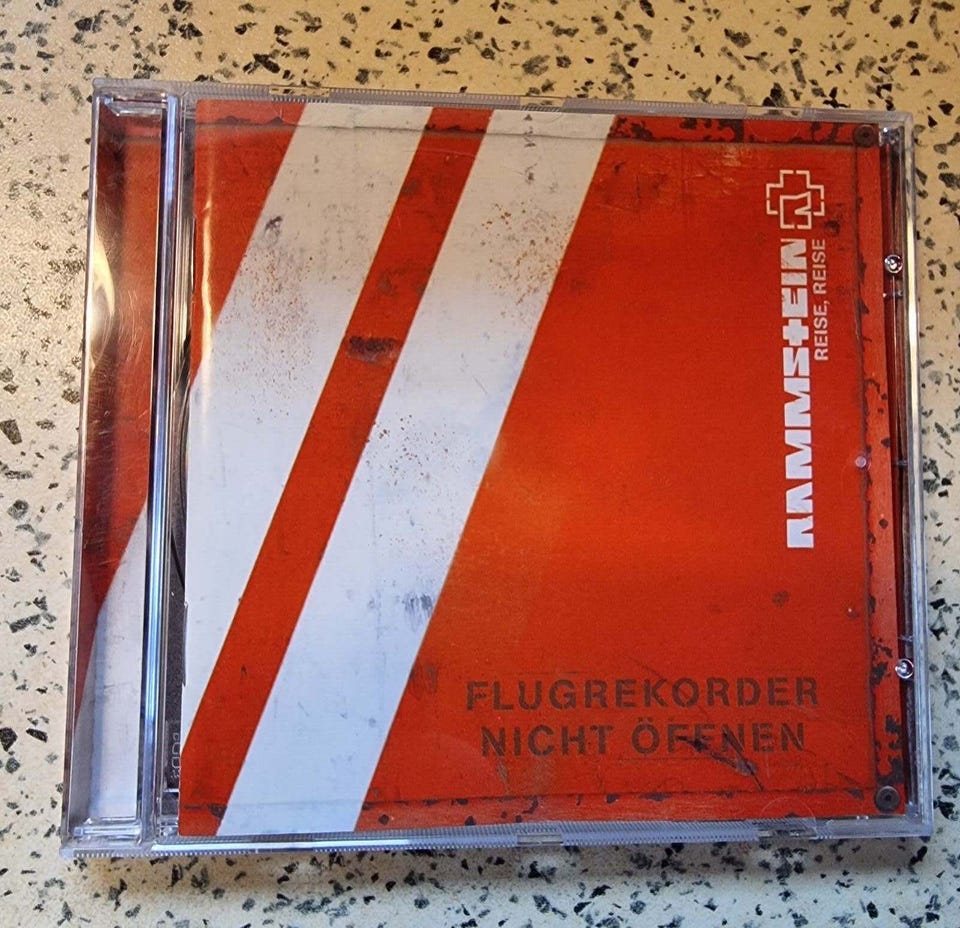 RAMMSTEIN
REISE, REISE
FLUGREKORDER
NICHT ÖFFNEN